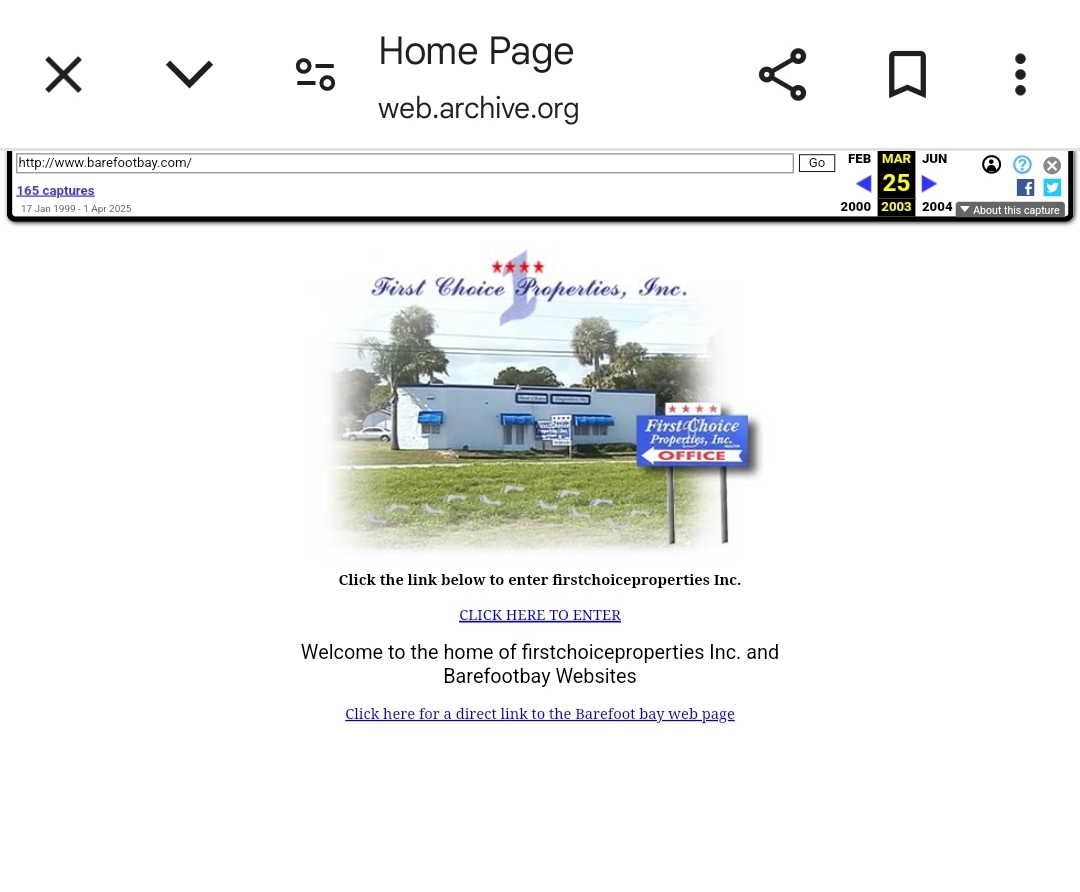 Home Page
web.archive.org
http://www.barefootbay.com/
Go
FEB MAR JUN
165 captures
25
17 Jan 1999 - 1 Apr 2025
2000 2003 2004
About this capture
First Choice Properties, Inc.
First Choice
Properties, Inc.
OFFICE
Click the link below to enter firstchoiceproperties Inc.
CLICK HERE TO ENTER
Welcome to the home of firstchoiceproperties Inc. and
Barefootbay Websites
Click here for a direct link to the Barefoot bay web page